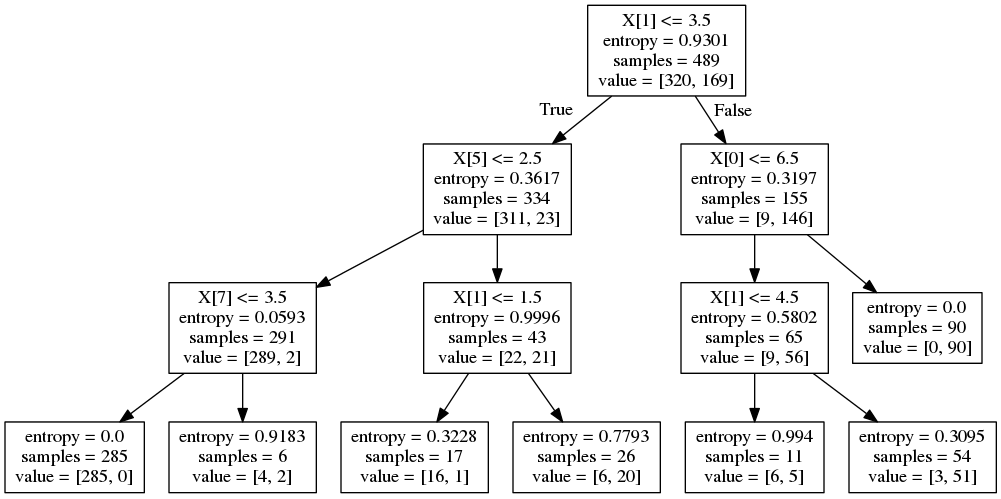 X[1] <= 3.5
entropy = 0.9301
samples = 489
value = [320, 169]
True
False
X[5] <= 2.5
entropy = 0.3617
samples = 334
value = [311, 23]
X[0] <= 6.5
entropy = 0.3197
samples = 155
value = [9, 146]
X[7] <= 3.5
entropy = 0.0593
samples = 291
value = [289, 2]
X[1] <= 1.5
entropy = 0.9996
samples = 43
value = [22, 21]
X[1] <= 4.5
entropy = 0.5802
samples = 65
value = [9, 56]
entropy = 0.0
samples = 90
value = [0, 90]
entropy = 0.0
samples = 285
value = [285, 0]
entropy = 0.9183
samples = 6
value = [4, 2]
entropy = 0.3228
samples = 17
value = [16, 1]
entropy = 0.7793
samples = 26
value = [6, 20]
entropy = 0.994
samples = 11
value = [6, 5]
entropy = 0.3095
samples = 54
value = [3, 51]